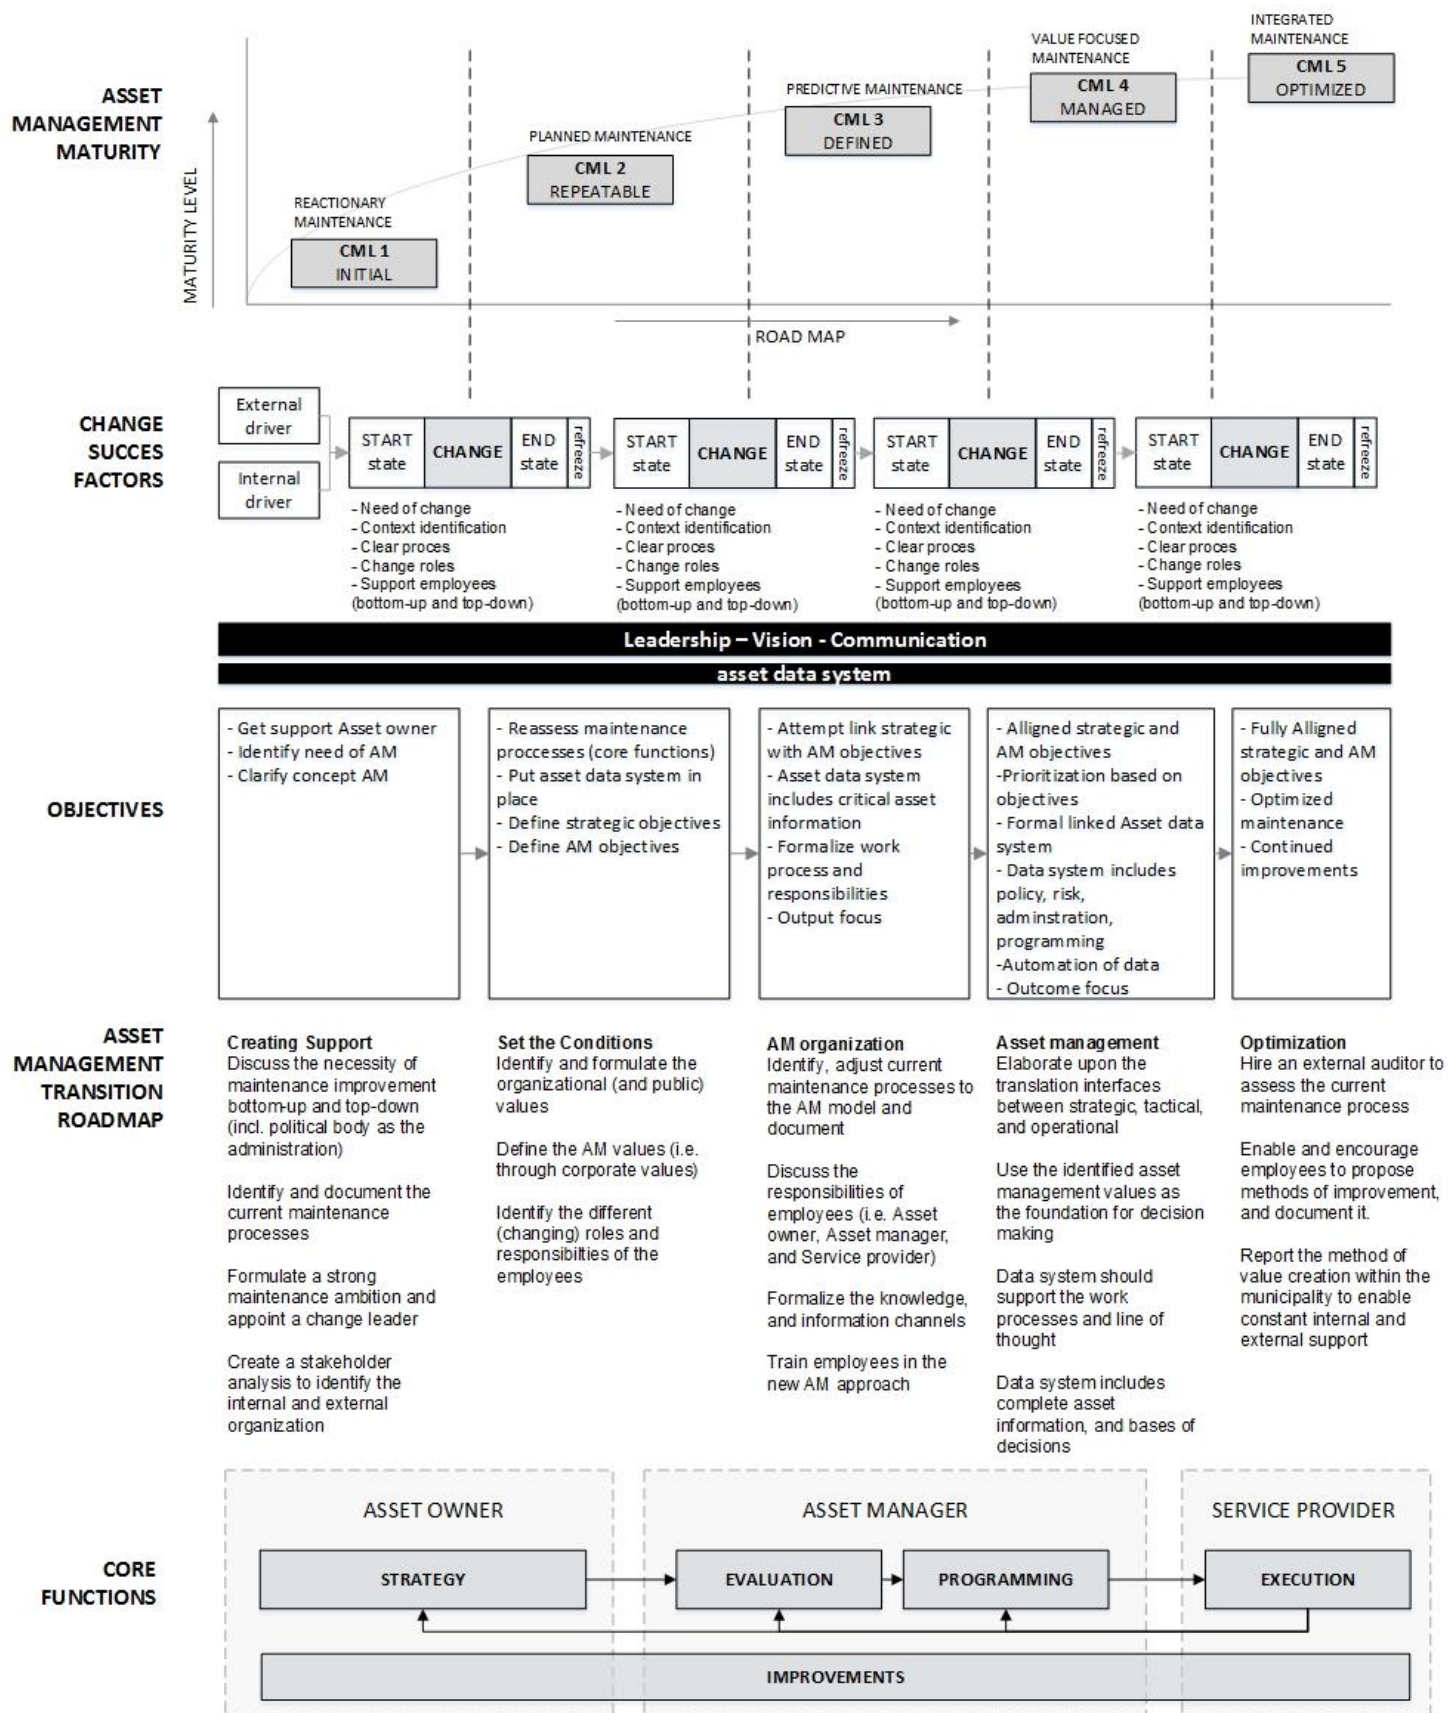 ASSET
MANAGEMENT
MATURITY
MATURITY LEVEL
REACTIONARY
MAINTENANCE
CML 1
INITIAL
PLANNED MAINTENANCE
CML 2
REPEATABLE
PREDICTIVE MAINTENANCE
CML 3
DEFINED
VALUE FOCUSED
MAINTENANCE
CML 4
MANAGED
INTEGRATED
MAINTENANCE
CML 5
OPTIMIZED
ROAD MAP
CHANGE
SUCCES
FACTORS
External
driver
Internal
driver
START
state
CHANGE
END
state
refreeze
- Need of change
- Context identification
- Clear proces
- Change roles
- Support employees
(bottom-up and top-down)
START
state
CHANGE
END
state
refreeze
- Need of change
- Context identification
- Clear proces
- Change roles
- Support employees
(bottom-up and top-down)
START
state
CHANGE
END
state
refreeze
- Need of change
- Context identification
- Clear proces
- Change roles
- Support employees
(bottom-up and top-down)
START
state
CHANGE
END
state
refreeze
- Need of change
- Context identification
- Clear proces
- Change roles
- Support employees
(bottom-up and top-down)
Leadership – Vision - Communication
asset data system
OBJECTIVES
- Get support Asset owner
- Identify need of AM
- Clarify concept AM
- Reassess maintenance
proccesses (core functions)
- Put asset data system in
place
- Define strategic objectives
- Define AM objectives
- Attempt link strategic
with AM objectives
- Asset data system
includes critical asset
information
- Formalize work
process and
responsibilities
- Output focus
- Alligned strategic and
AM objectives
-Prioritization based on
objectives
- Formal linked Asset data
system
- Data system includes
policy, risk,
adminstration,
programming
-Automation of data
- Outcome focus
- Fully Alligned
strategic and AM
objectives
- Optimized
maintenance
- Continued
improvements
ASSET
MANAGEMENT
TRANSITION
ROADMAP
Creating Support
Discuss the necessity of
maintenance improvement
bottom-up and top-down
(incl. political body as the
administration)
Identify and document the
current maintenance
processes
Formulate a strong
maintenance ambition and
appoint a change leader
Create a stakeholder
analysis to identify the
internal and external
organization
Set the Conditions
Identify and formulate the
organizational (and public)
values
Define the AM values (i.e.
through corporate values)
Identify the different
(changing) roles and
responsibilties of the
employees
AM organization
Identify, adjust current
maintenance processes to
the AM model and
document
Discuss the
responsibilities of
employees (i.e. Asset
owner, Asset manager,
and Service provider)
Formalize the knowledge,
and information channels
Train employees in the
new AM approach
Asset management
Elaborate upon the
translation interfaces
between strategic, tactical,
and operational
Use the identified asset
management values as
the foundation for decision
making
Data system should
support the work
processes and line of
thought
Data system includes
complete asset
information, and bases of
decisions
Optimization
Hire an external auditor to
assess the current
maintenance process
Enable and encourage
employees to propose
methods of improvement,
and document it.
Report the method of
value creation within the
municipality to enable
constant internal and
external support
CORE
FUNCTIONS
ASSET OWNER
STRATEGY
ASSET MANAGER
EVALUATION
PROGRAMMING
SERVICE PROVIDER
EXECUTION
IMPROVEMENTS